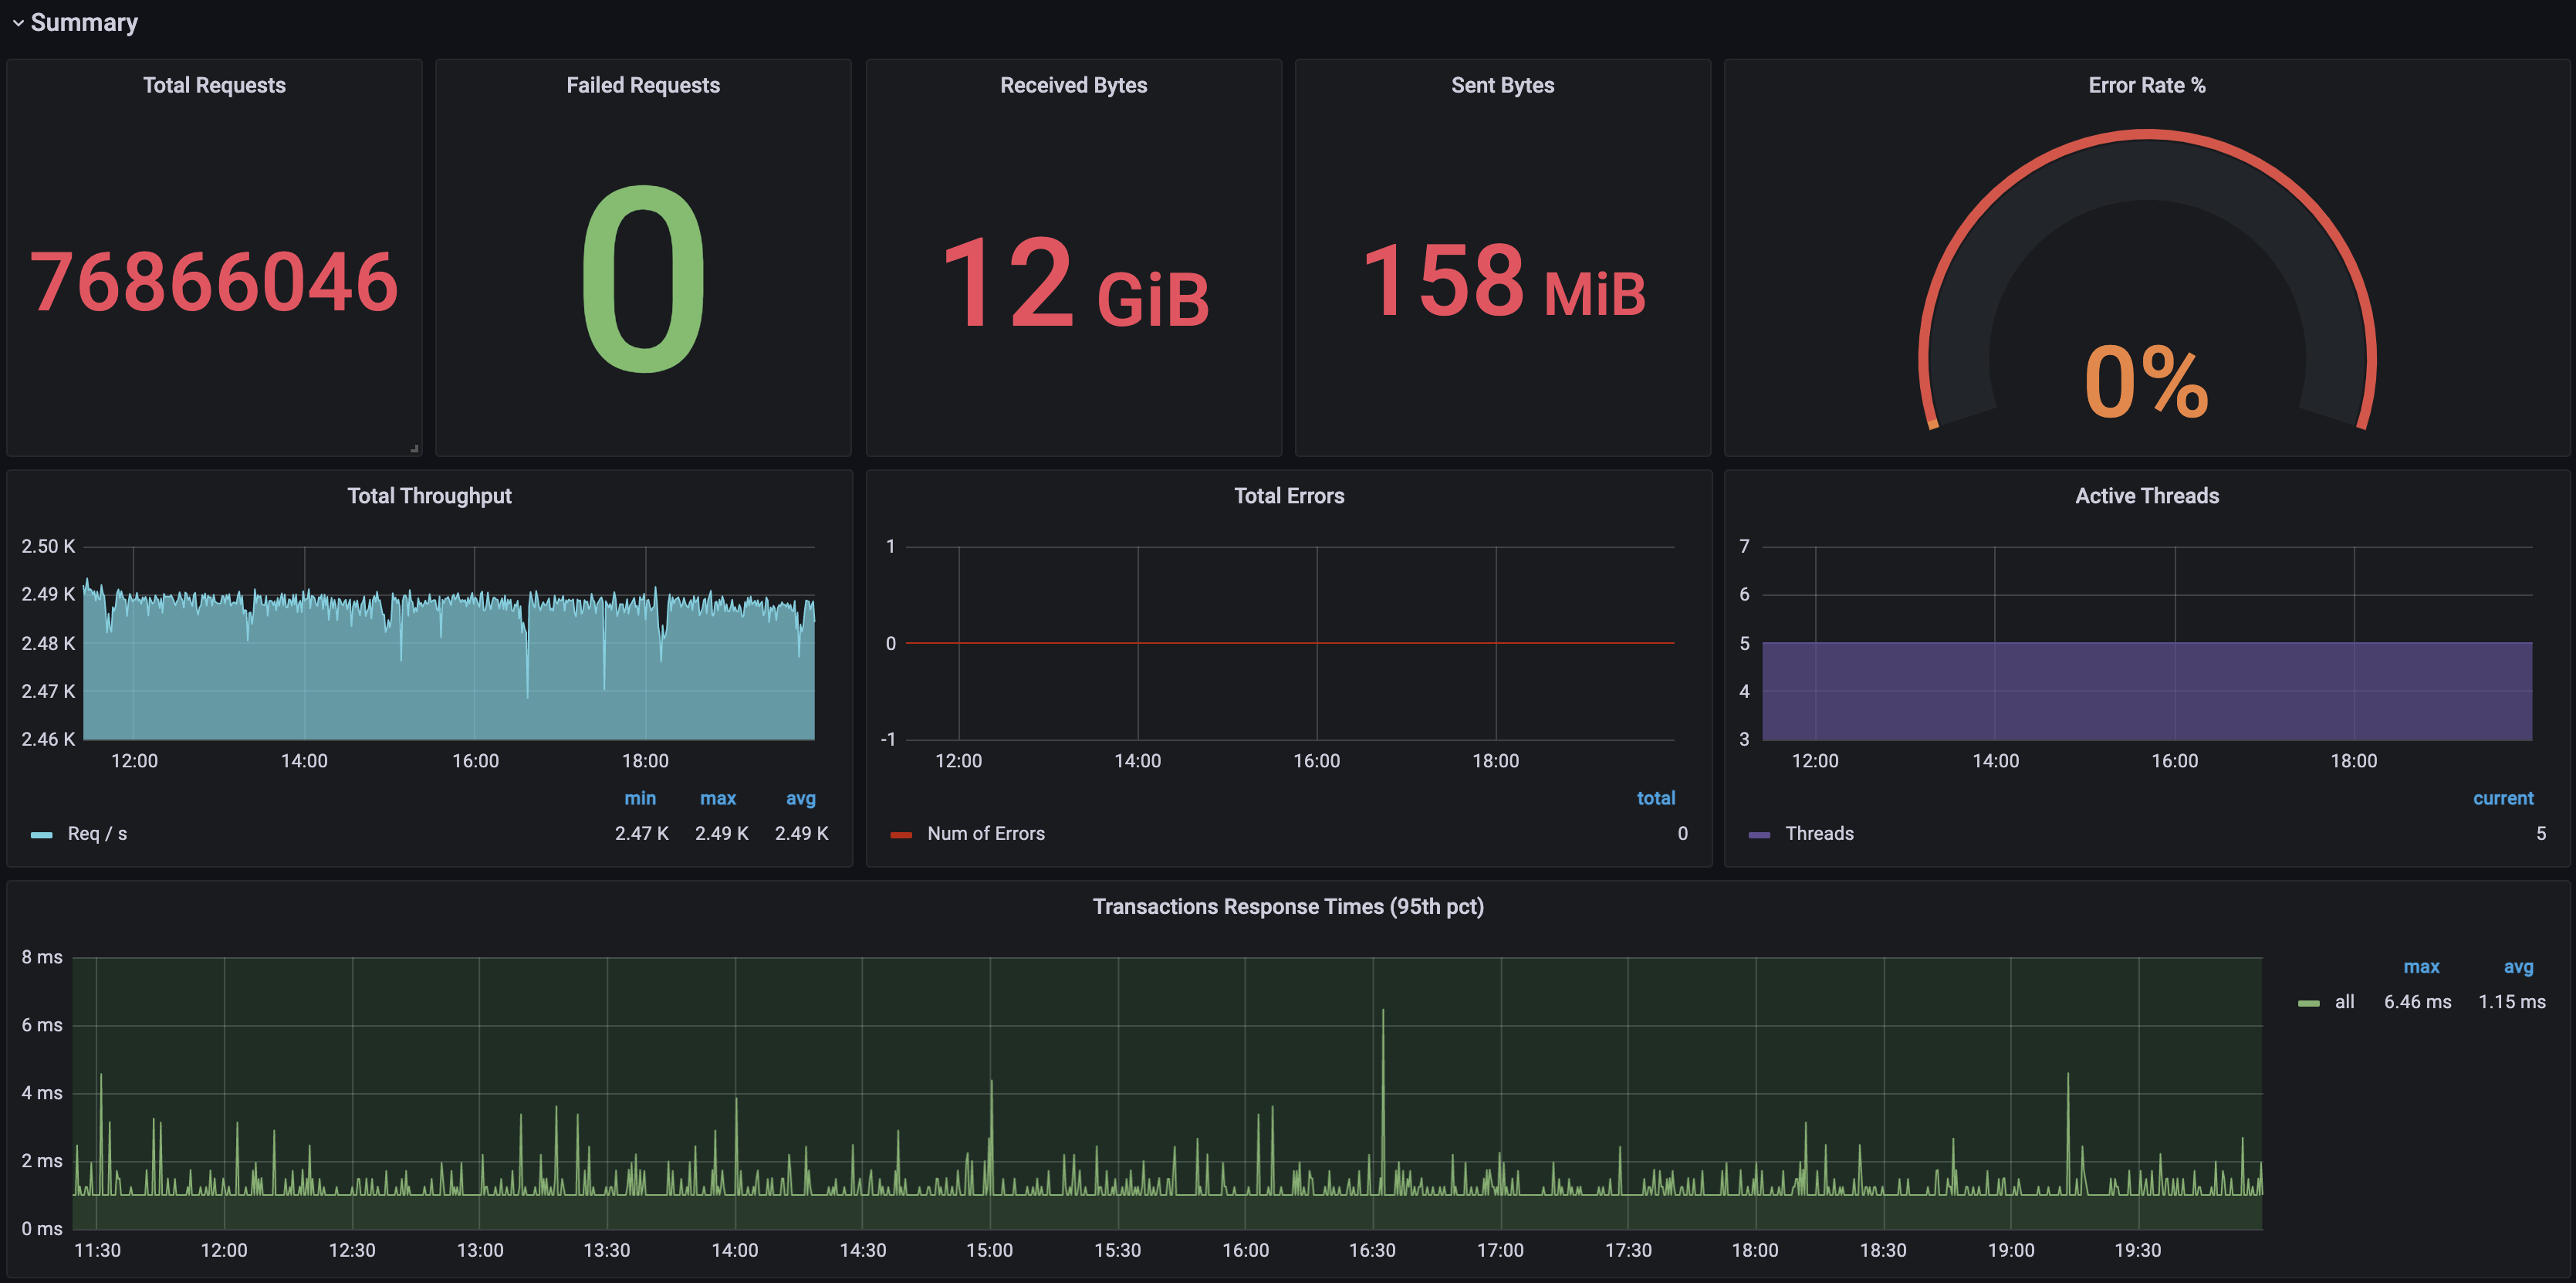 Summary
Total Requests
76866046
Failed Requests
0
Received Bytes
12 GiB
Sent Bytes
158 MiB
Error Rate %
0%
Total Throughput
2.50 K
2.49 K
2.48 K
2.47 K
2.46 K
12:00 14:00 16:00 18:00
min max avg
Req / s 2.47 K 2.49 K 2.49 K
Total Errors
1
0
-1
12:00 14:00 16:00 18:00
total
Num of Errors 0
Active Threads
7
6
5
4
3
12:00 14:00 16:00 18:00
current
Threads 5
Transactions Response Times (95th pct)
8 ms
6 ms
4 ms
2 ms
0 ms
11:30 12:00 12:30 13:00 13:30 14:00 14:30 15:00 15:30 16:00 16:30 17:00 17:30 18:00 18:30 19:00 19:30
max avg
all 6.46 ms 1.15 ms